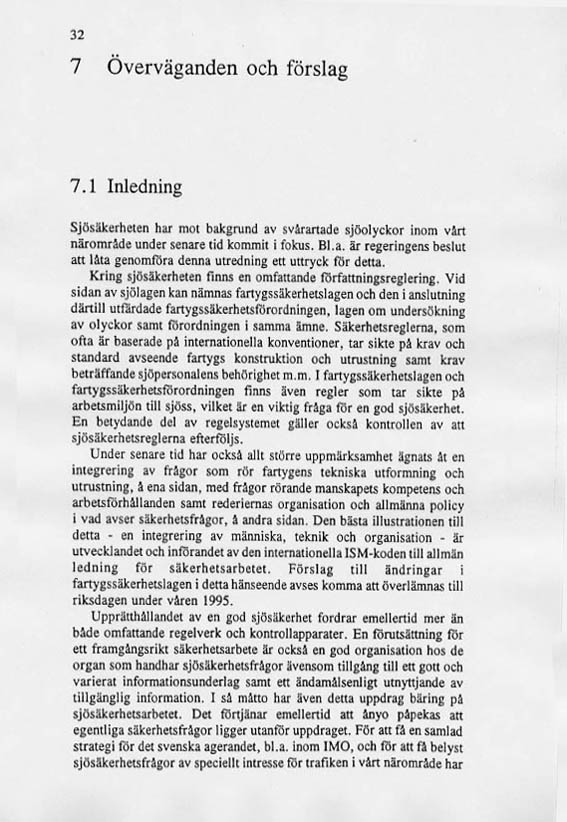 32
7 Överväganden och förslag
7.1 Inledning
Sjösäkerheten har mot bakgrund av svårartade sjöolyckor inom vårt
närområde under senare tid kommit i fokus. Bl.a. är regeringens beslut
att låta genomföra denna utredning ett uttryck för detta.
Kring sjösäkerheten finns en omfattande författningsreglering. Vid
sidan av sjölagen kan nämnas fartygssäkerhetslagen och den i anslutning
därtill utfärdade fartygssäkerhetsförordningen, lagen om undersökning
av olyckor samt förordningen i samma ämne. Säkerhetsreglerna, som
ofta är baserade på internationella konventioner, tar sikte på krav och
standard avseende fartygs konstruktion och utrustning samt krav
beträffande sjöpersonalens behörighet m.m. I fartygssäkerhetslagen och
fartygssäkerhetsförordningen finns även regler som tar sikte på
arbetsmiljön till sjöss, vilket är en viktig fråga för en god sjösäkerhet.
En betydande del av regelsystemet gäller också kontrollen av att
sjösäkerhetsreglerna efterföljs.
Under senare tid har också allt större uppmärksamhet ägnats åt en
integrering av frågor som rör fartygens tekniska utformning och
utrustning, å ena sidan, med frågor rörande manskapets kompetens och
arbetsförhållanden samt rederiernas organisation och allmänna policy
i vad avser säkerhetsfrågor, å andra sidan. Den bästa illustrationen till
detta - en integrering av människa, teknik och organisation - är
utvecklandet och införandet av den internationella ISM-koden till allmän
ledning för säkerhetsarbetet. Förslag till ändringar i
fartygssäkerhetslagen i detta hänseende avses komma att överlämnas till
riksdagen under våren 1995.
Upprätthållandet av en god sjösäkerhet fordrar emellertid mer än
både omfattande regelverk och kontrollapparater. En förutsättning för
ett framgångsrikt säkerhetsarbete är också en god organisation hos de
organ som handhar sjösäkerhetsfrågor ävensom tillgång till ett gott och
varierat informationsunderlag samt ett ändamålsenligt utnyttjande av
tillgänglig information. I så måtto har även detta uppdrag bäring på
sjösäkerhetsarbetet. Det förtjänar emellertid att ånyo påpekas att
egentliga säkerhetsfrågor ligger utanför uppdraget. För att få en samlad
strategi för det svenska agerandet, bl.a. inom IMO, och för att få belyst
sjösäkerhetsfrågor av speciellt intresse för trafiken i vårt närområde har